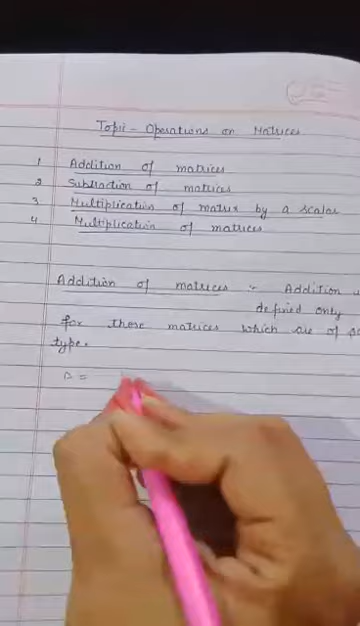 Topic - Operations on Matrices
1 Addition of matrices
2 Subtraction of matrices
3 Multiplication of matrix by a scalar
4 Multiplication of matrices
Addition of matrices :- Addition
defined only
for those matrices which are of
type.
A =